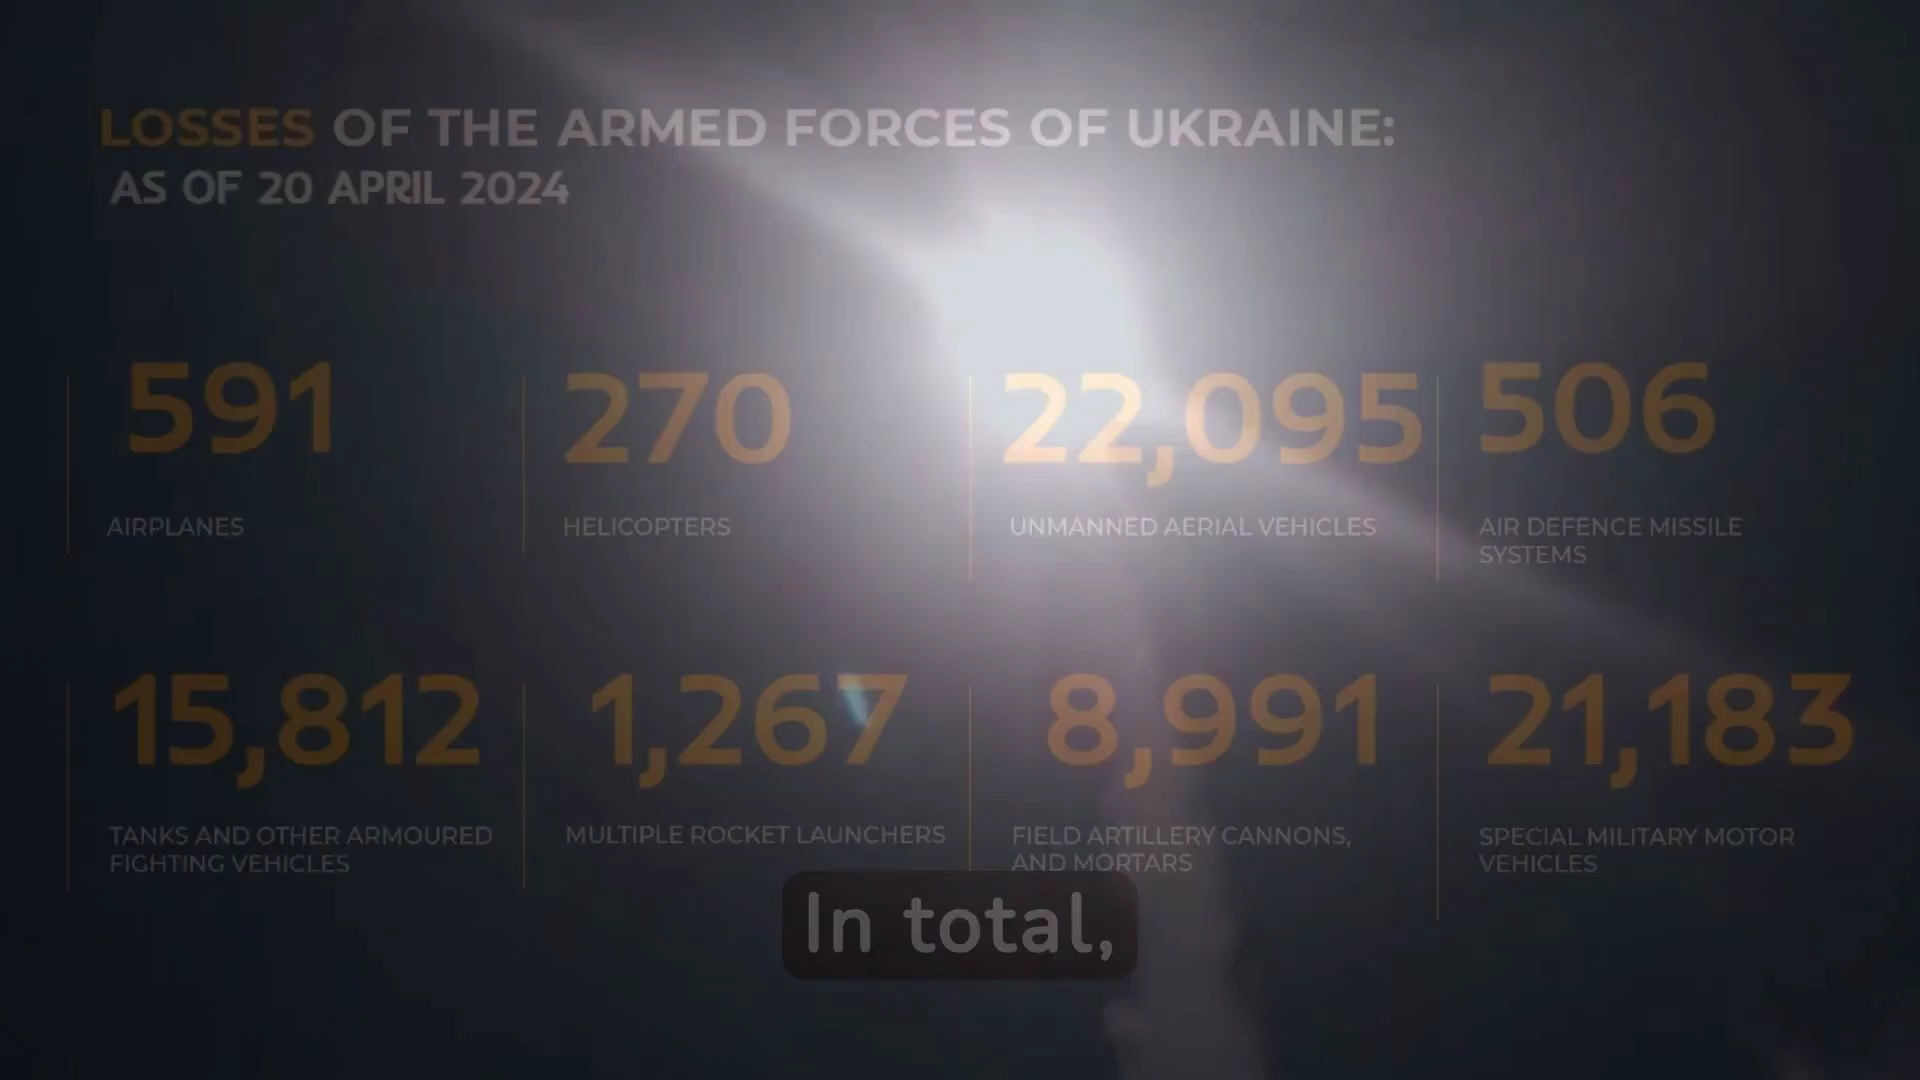 LOSSES OF THE ARMED FORCES OF UKRAINE:
AS OF 20 APRIL 2024
591
AIRPLANES
270
HELICOPTERS
22,095
UNMANNED AERIAL VEHICLES
506
AIR DEFENCE MISSILE
SYSTEMS
15,812
TANKS AND OTHER ARMOURED
FIGHTING VEHICLES
1,267
MULTIPLE ROCKET LAUNCHERS
8,991
FIELD ARTILLERY CANNONS,
AND MORTARS
21,183
SPECIAL MILITARY MOTOR
VEHICLES
In total,